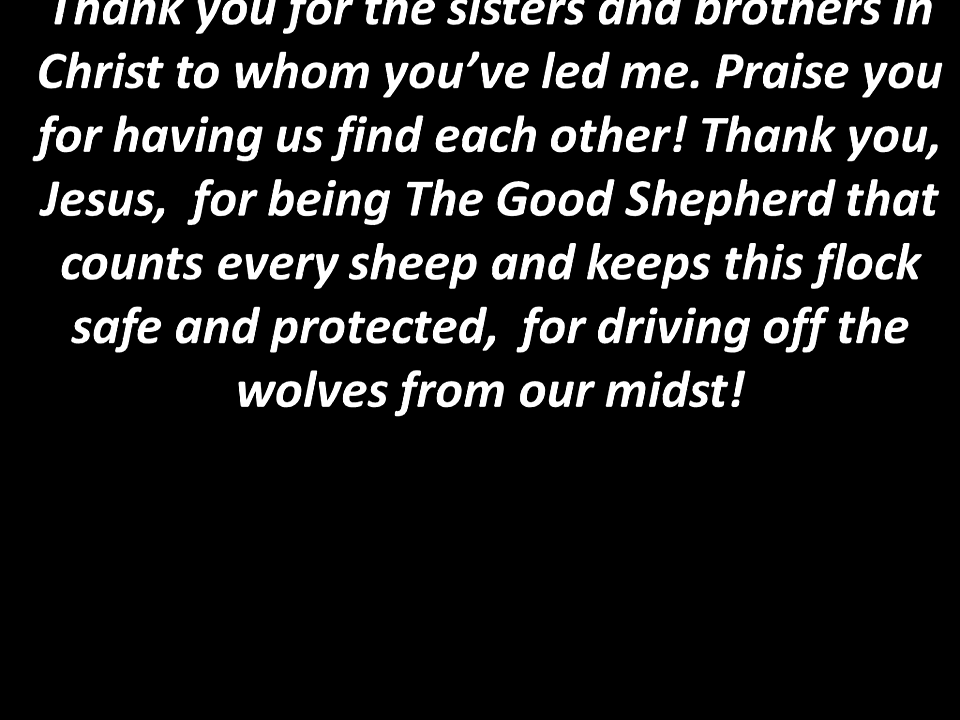 Thank you for the sisters and brothers in
Christ to whom you’ve led me. Praise you
for having us find each other! Thank you,
Jesus,  for being The Good Shepherd that
counts every sheep and keeps this flock
safe and protected,  for driving off the
wolves from our midst!